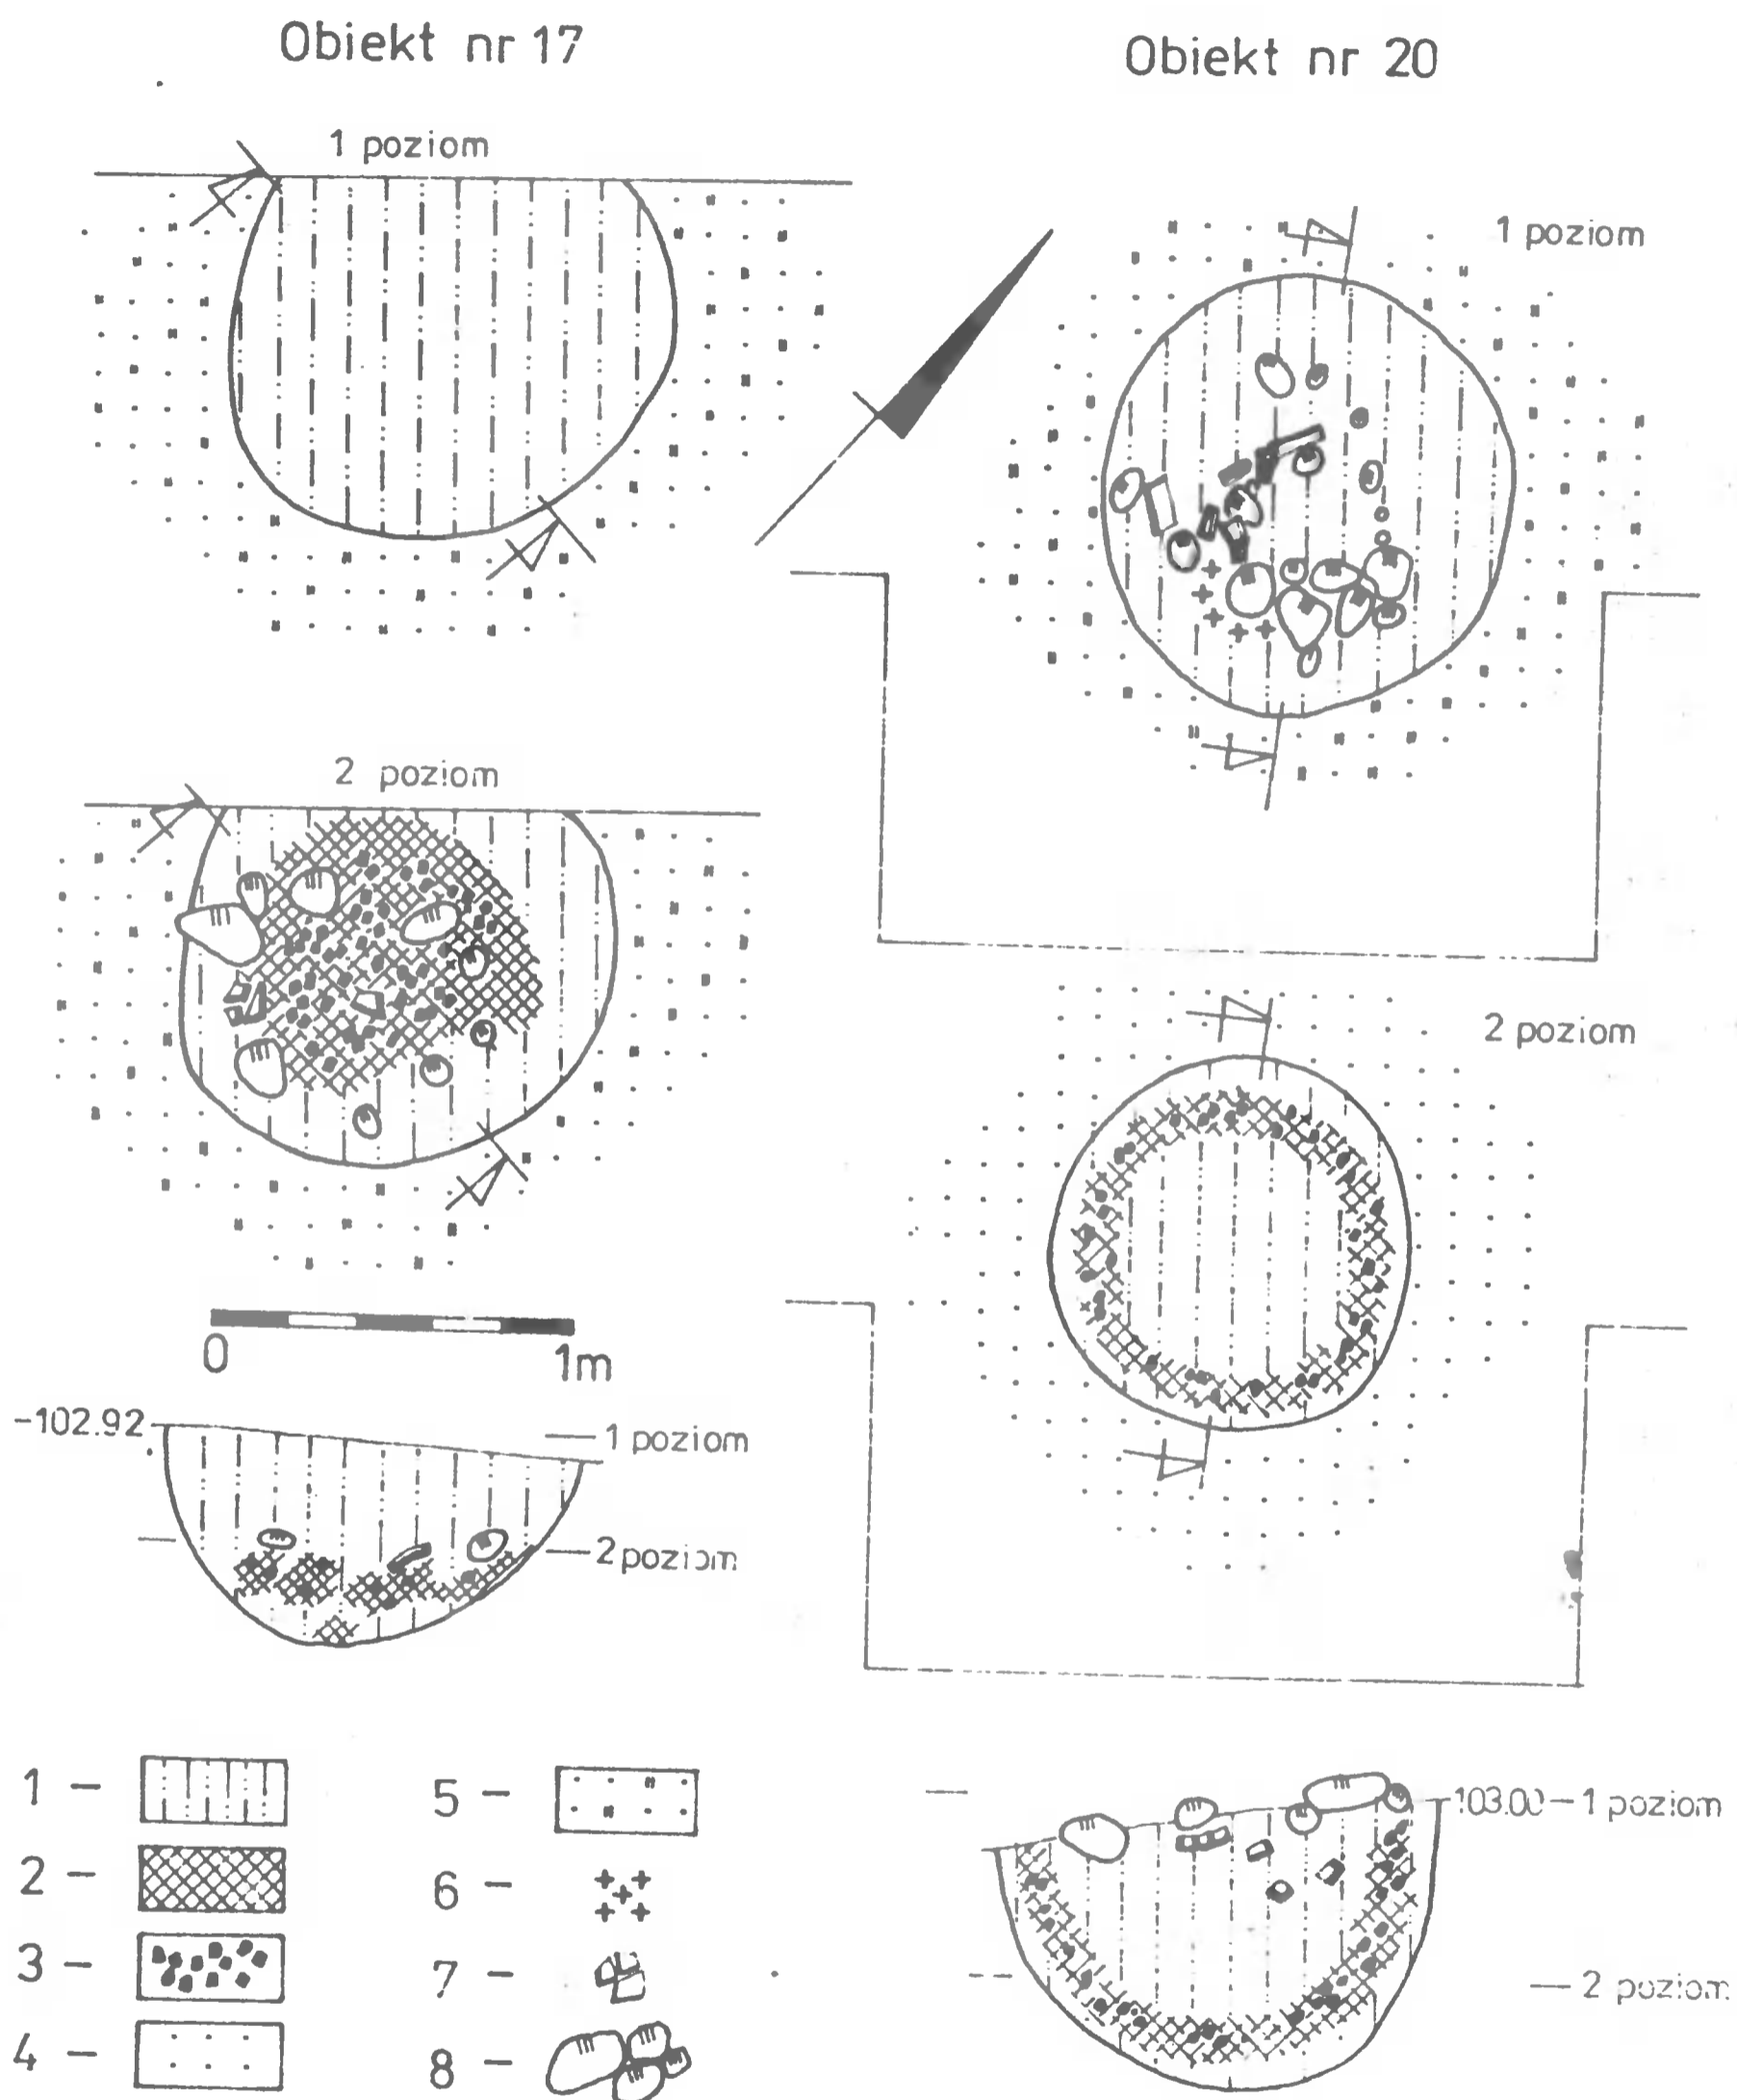 Obiekt nr 17
Obiekt nr 20
1 poziom
1 poziom
2 poziom
2 poziom
0 1m
-102.92
1 poziom
2 poziom
1 -
2 -
3 -
4 -
5 -
6 -
7 -
8 -
103.00 - 1 poziom
2 poziom